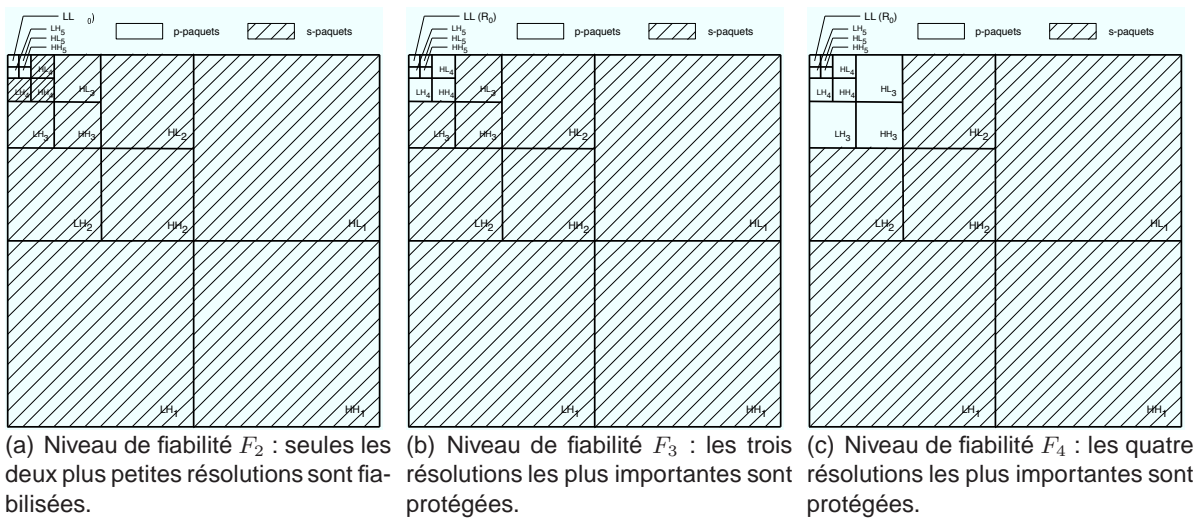 LL 0)
LH5
HL5
HH5
p-paquets
s-paquets
HL4
LH4
HH4
HL3
LH3
HH3
HL2
LH2
HH2
HL1
LH1
HH1
(a) Niveau de fiabilité F2 : seules les
deux plus petites résolutions sont fia-
bilisées.
LL (R0)
LH5
HL5
HH5
p-paquets
s-paquets
HL4
LH4
HH4
HL3
LH3
HH3
HL2
LH2
HH2
HL1
LH1
HH1
(b) Niveau de fiabilité F3 : les trois
résolutions les plus importantes sont
protégées.
LL (R0)
LH5
HL5
HH5
p-paquets
s-paquets
HL4
LH4
HH4
HL3
LH3
HH3
HL2
LH2
HH2
HL1
LH1
HH1
(c) Niveau de fiabilité F4 : les quatre
résolutions les plus importantes sont
protégées.